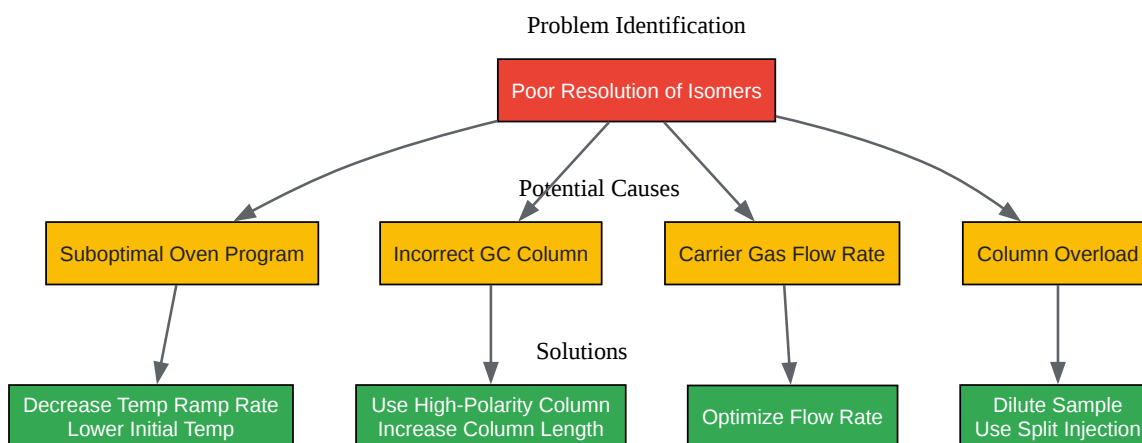 Problem Identification
Poor Resolution of Isomers
Potential Causes
Suboptimal Oven Program
Incorrect GC Column
Carrier Gas Flow Rate
Column Overload
Solutions
Decrease Temp Ramp Rate
Lower Initial Temp
Use High-Polarity Column
Increase Column Length
Optimize Flow Rate
Dilute Sample
Use Split Injection